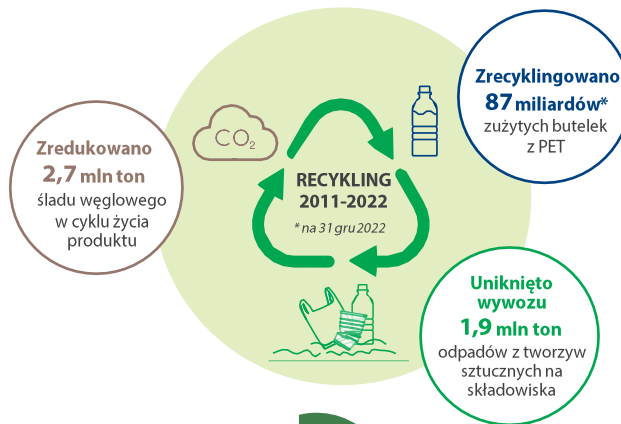 Zrecyklingowano
87 miliardów*
zużytych butelek
z PET
CO₂
Zredukowano
2,7 mln ton
śladu węglowego
w cyklu życia
produktu
RECYKLING
2011-2022
* na 31 gru 2022
Uniknięto
wywozu
1,9 mln ton
odpadów z tworzyw
sztucznych na
składowiska